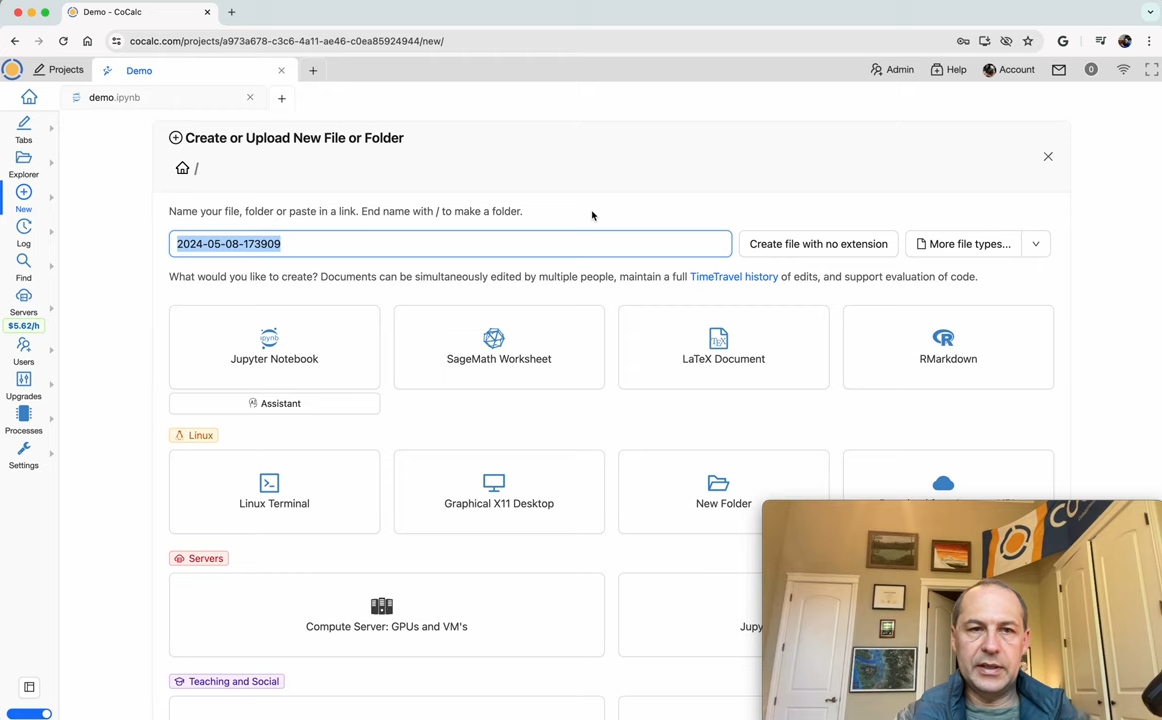 Demo - CoCalc
cocalc.com/projects/a973a678-c3c6-4a11-ae46-c0ea85924944/new/
Projects
Demo
Admin
Help
Account
0
demo.ipynb
Tabs
Explorer
New
Log
Find
Servers
$5.62/h
Users
Upgrades
Processes
Settings
Create or Upload New File or Folder
/
Name your file, folder or paste in a link. End name with / to make a folder.
2024-05-08-173909
Create file with no extension
More file types...
What would you like to create? Documents can be simultaneously edited by multiple people, maintain a full TimeTravel history of edits, and support evaluation of code.
ipynb
Jupyter Notebook
SageMath Worksheet
TEX
LaTeX Document
R
RMarkdown
Assistant
Linux
Linux Terminal
Graphical X11 Desktop
New Folder
Servers
Compute Server: GPUs and VM's
Teaching and Social